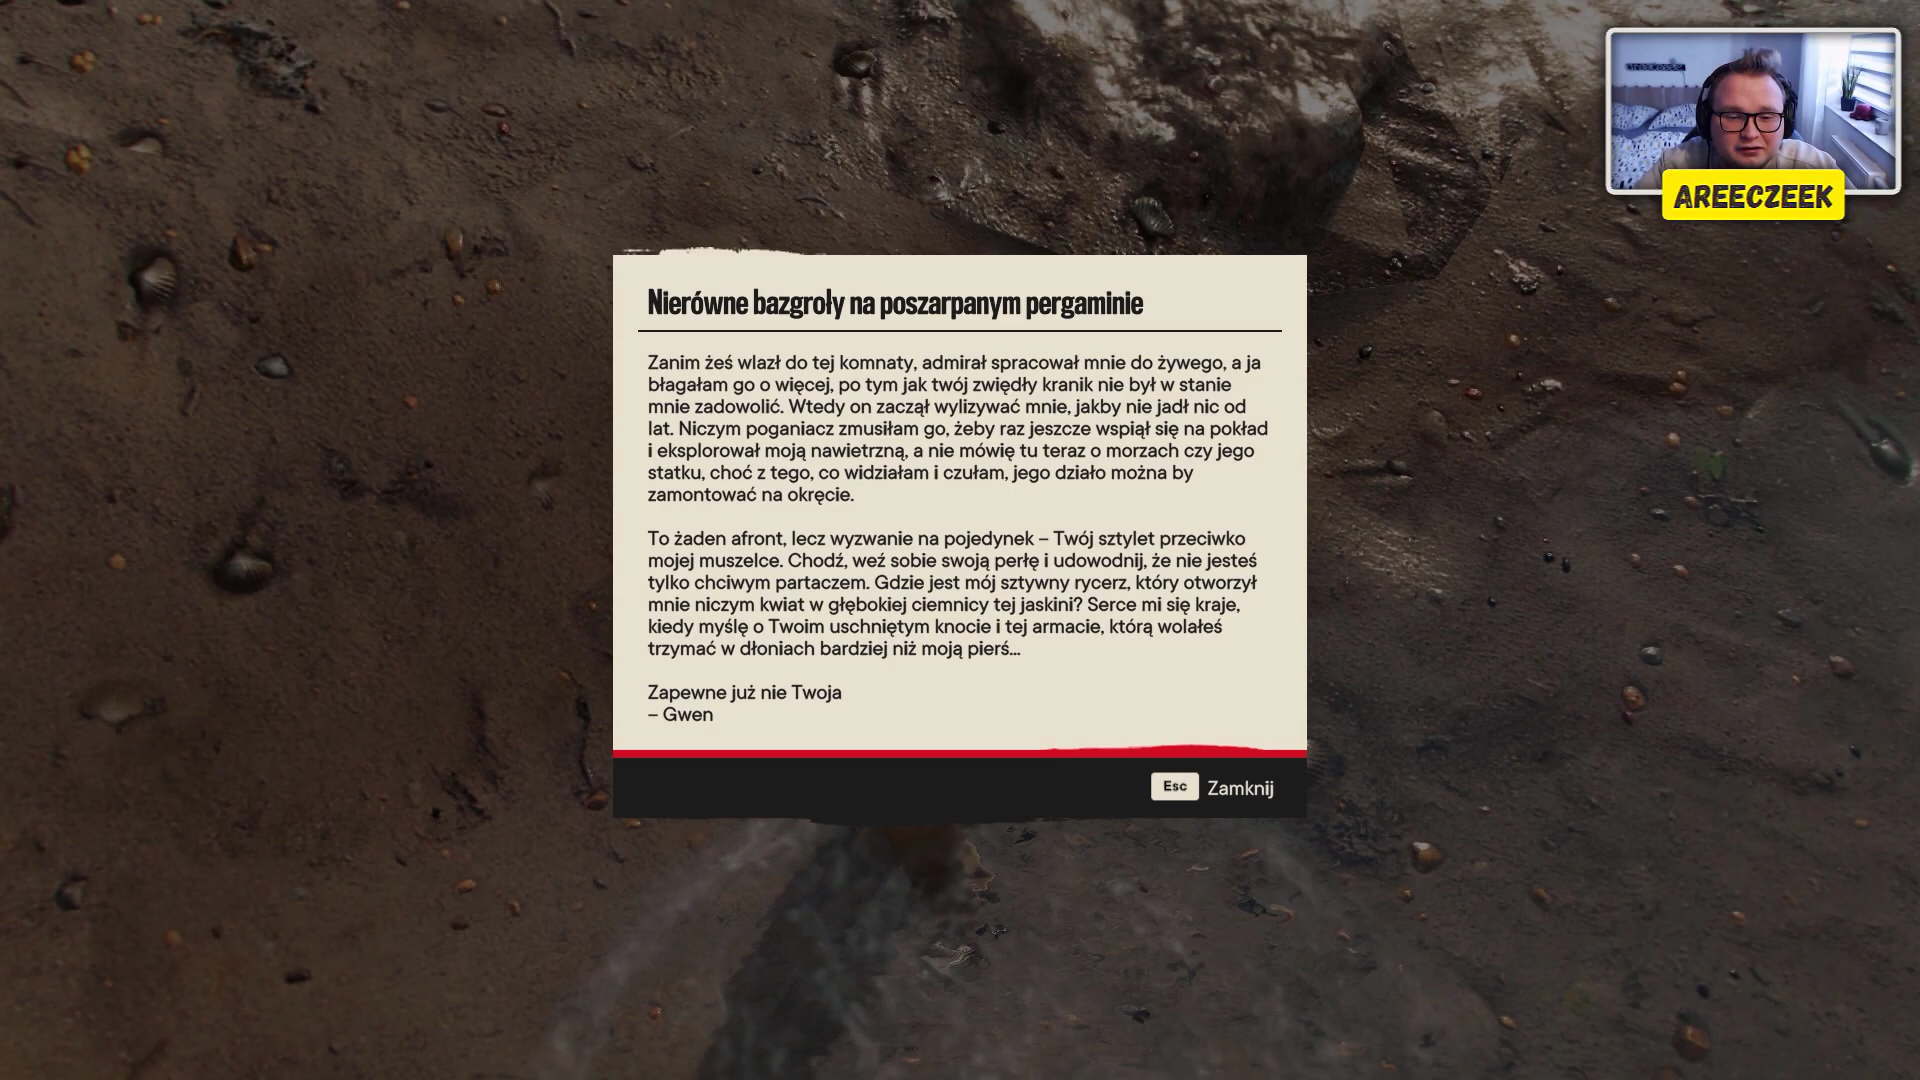 AREECZEEK
Nierówne bazgroły na poszarpanym pergaminie
Zanim żeś wlazł do tej komnaty, admirał spracował mnie do żywego, a ja
błagałam go o więcej, po tym jak twój zwiędły kranik nie był w stanie
mnie zadowolić. Wtedy on zaczął wylizywać mnie, jakby nie jadł nic od
lat. Niczym poganiacz zmusiłam go, żeby raz jeszcze wspiął się na pokład
i eksplorował moją nawietrzną, a nie mówię tu teraz o morzach czy jego
statku, choć z tego, co widziałam i czułam, jego działo można by
zamontować na okręcie.
To żaden afront, lecz wyzwanie na pojedynek – Twój sztylet przeciwko
mojej muszelce. Chodź, weź sobie swoją perłę i udowodnij, że nie jesteś
tylko chciwym partaczem. Gdzie jest mój sztywny rycerz, który otworzył
mnie niczym kwiat w głębokiej ciemnicy tej jaskini? Serce mi się kraje,
kiedy myślę o Twoim uschniętym knocie i tej armacie, którą wolałeś
trzymać w dłoniach bardziej niż moją pierś...
Zapewne już nie Twoja
– Gwen
Esc Zamknij